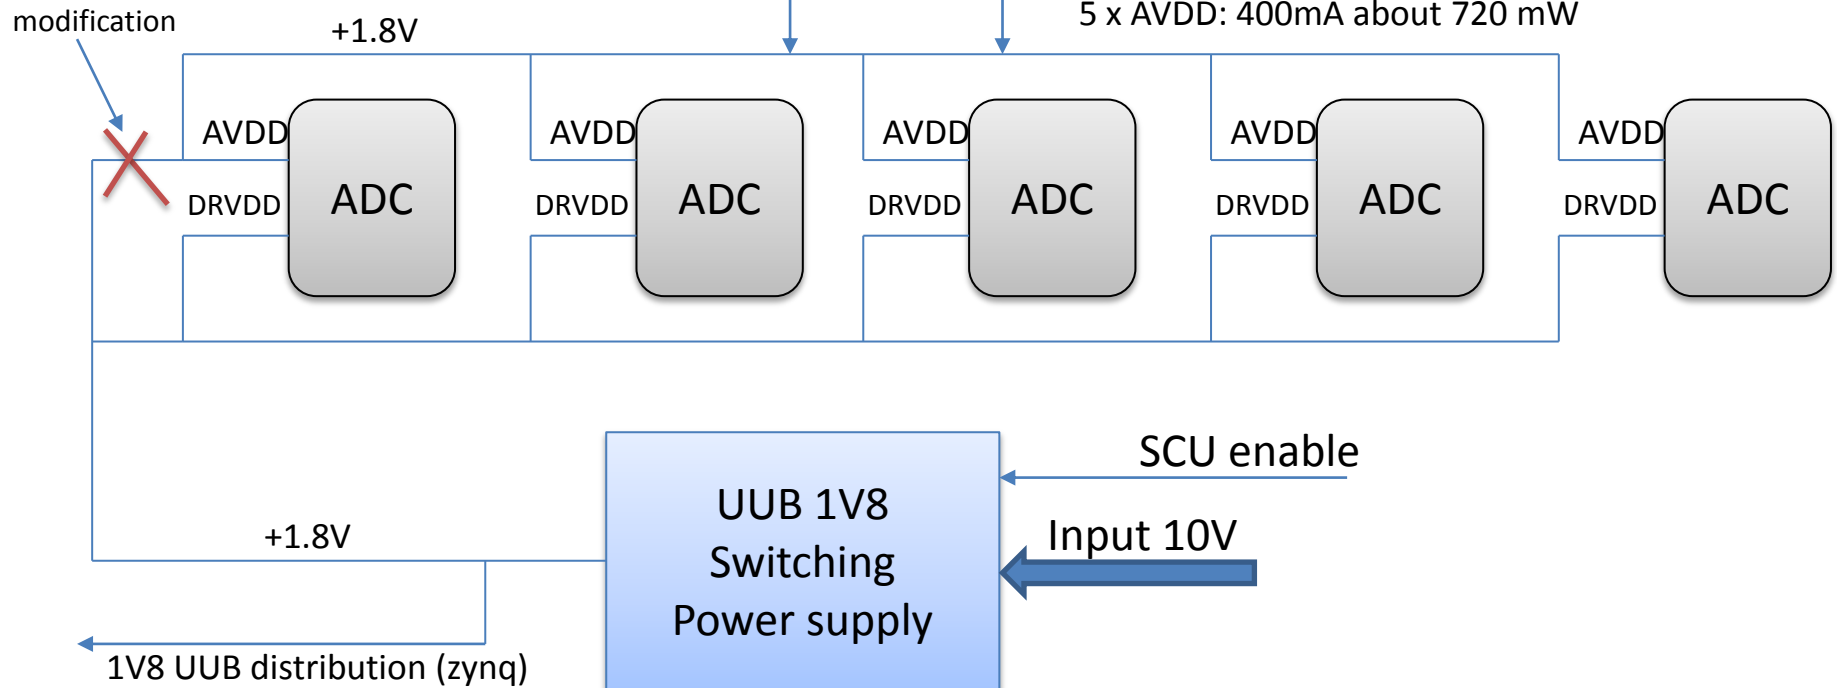 5 x AVDD: 400mA about 720 mW
modification
+1.8V
AVDD
AVDD
AVDD
AVDD
AVDD
DRVDD
ADC
DRVDD
ADC
DRVDD
ADC
DRVDD
ADC
DRVDD
ADC
SCU enable
UUB 1V8
Switching
Power supply
Input 10V
+1.8V
1V8 UUB distribution (zynq)